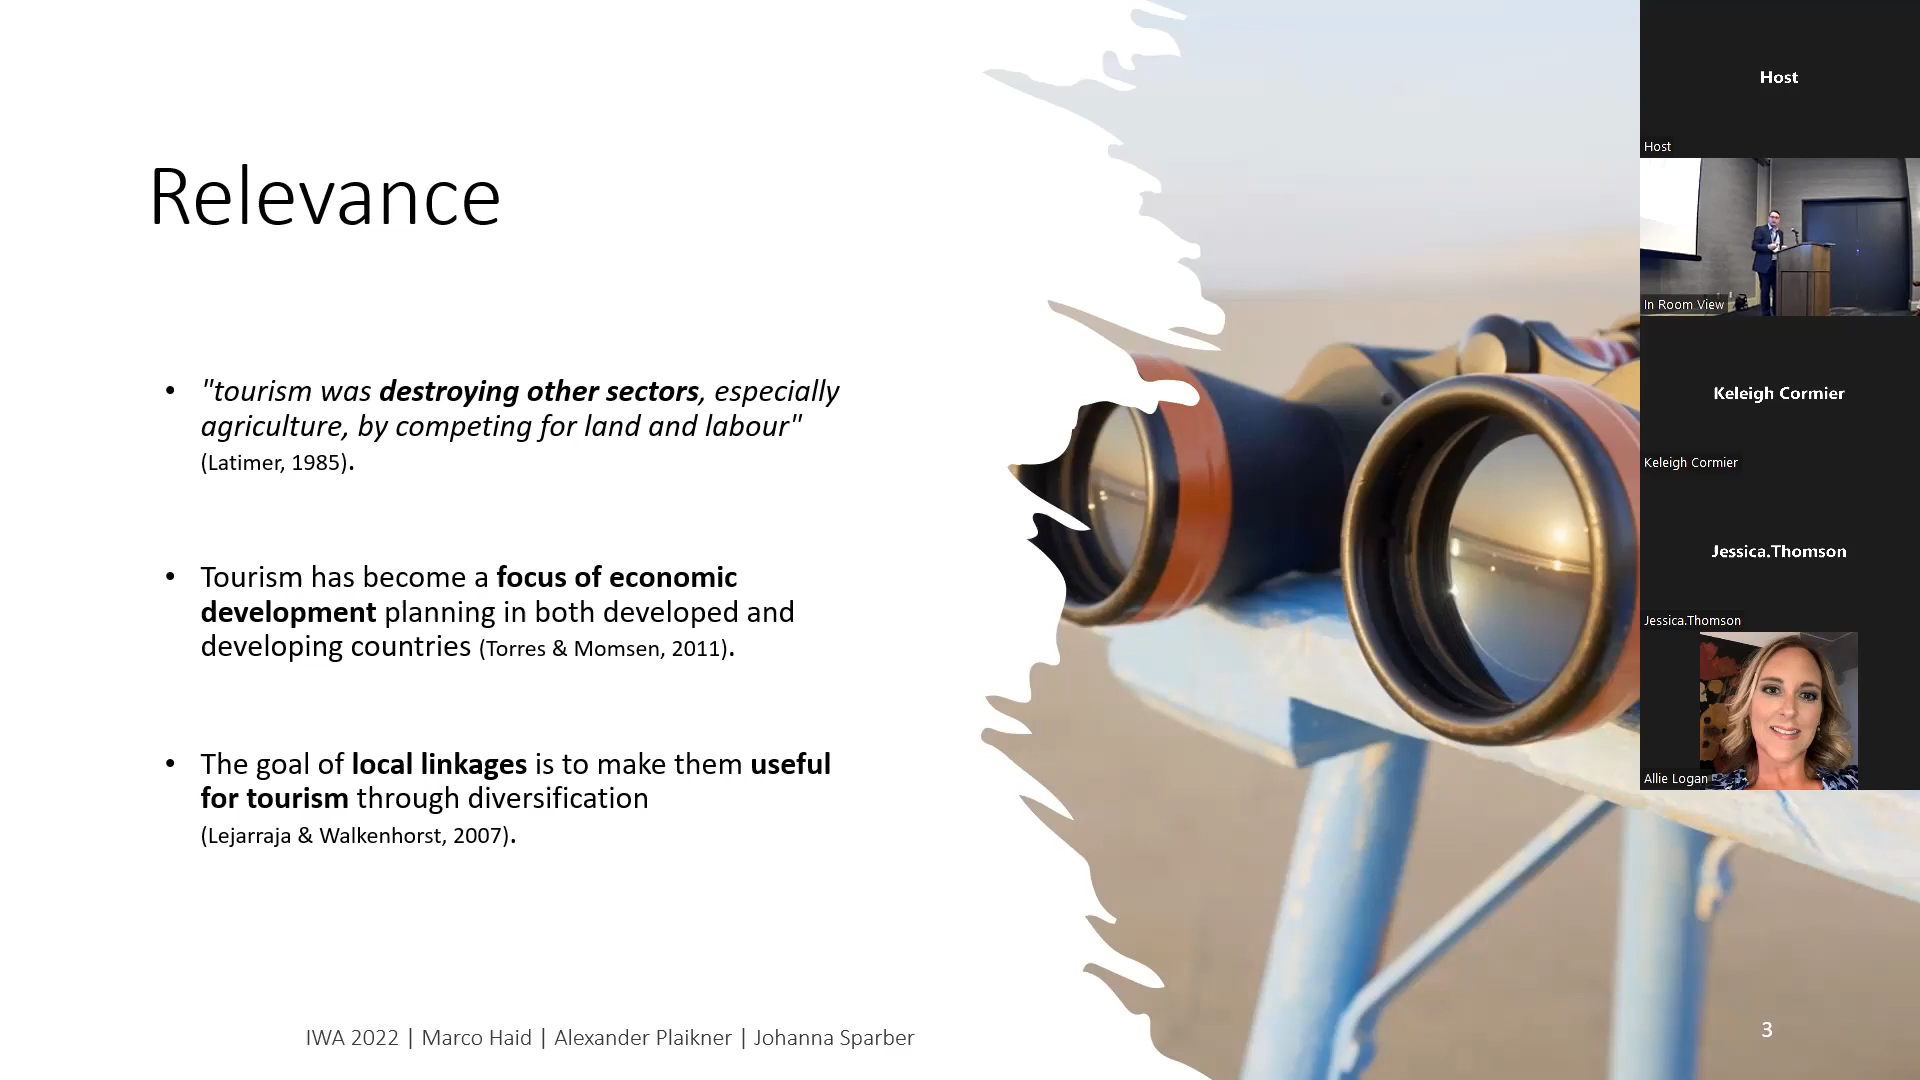 Relevance
• "tourism was destroying other sectors, especially
agriculture, by competing for land and labour"
(Latimer, 1985).
• Tourism has become a focus of economic
development planning in both developed and
developing countries (Torres & Momsen, 2011).
• The goal of local linkages is to make them useful
for tourism through diversification
(Lejarraja & Walkenhorst, 2007).
IWA 2022 | Marco Haid | Alexander Plaikner | Johanna Sparber
3
Host
Host
In Room View
Keleigh Cormier
Keleigh Cormier
Jessica.Thomson
Jessica.Thomson
Allie Logan